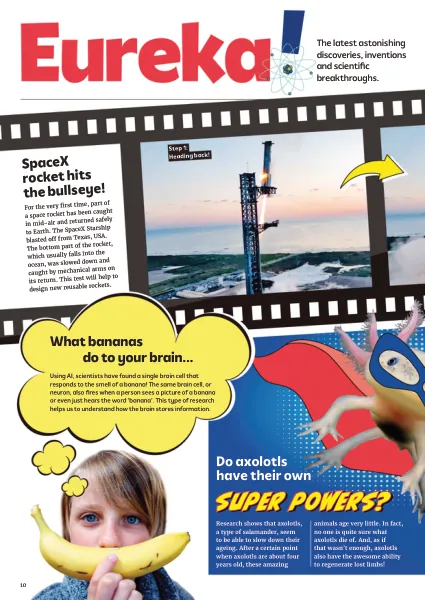 Eureka!
The latest astonishing
discoveries, inventions
and scientific
breakthroughs.
SpaceX
rocket hits
the bullseye!
For the very first time, part of
a space rocket has been caught
in mid-air and returned safely
to Earth. The SpaceX Starship
blasted off from Texas, USA.
The bottom part of the rocket,
which usually falls into the
ocean, was slowed down and
caught by mechanical arms on
its return. This test will help to
design new reusable rockets.
Step 1:
Heading back!
What bananas
do to your brain...
Using AI, scientists have found a single brain cell that
responds to the smell of a banana! The same brain cell, or
neuron, also fires when a person sees a picture of a banana
or even just hears the word 'banana'. This type of research
helps us to understand how the brain stores information.
Do axolotls
have their own
SUPER POWERS?
Research shows that axolotls,
a type of salamander, seem
to be able to slow down their
ageing. After a certain point
when axolotls are about four
years old, these amazing
animals age very little. In fact,
no one is quite sure what
axolotls die of. And, as if
that wasn't enough, axolotls
also have the awesome ability
to regenerate lost limbs!
10